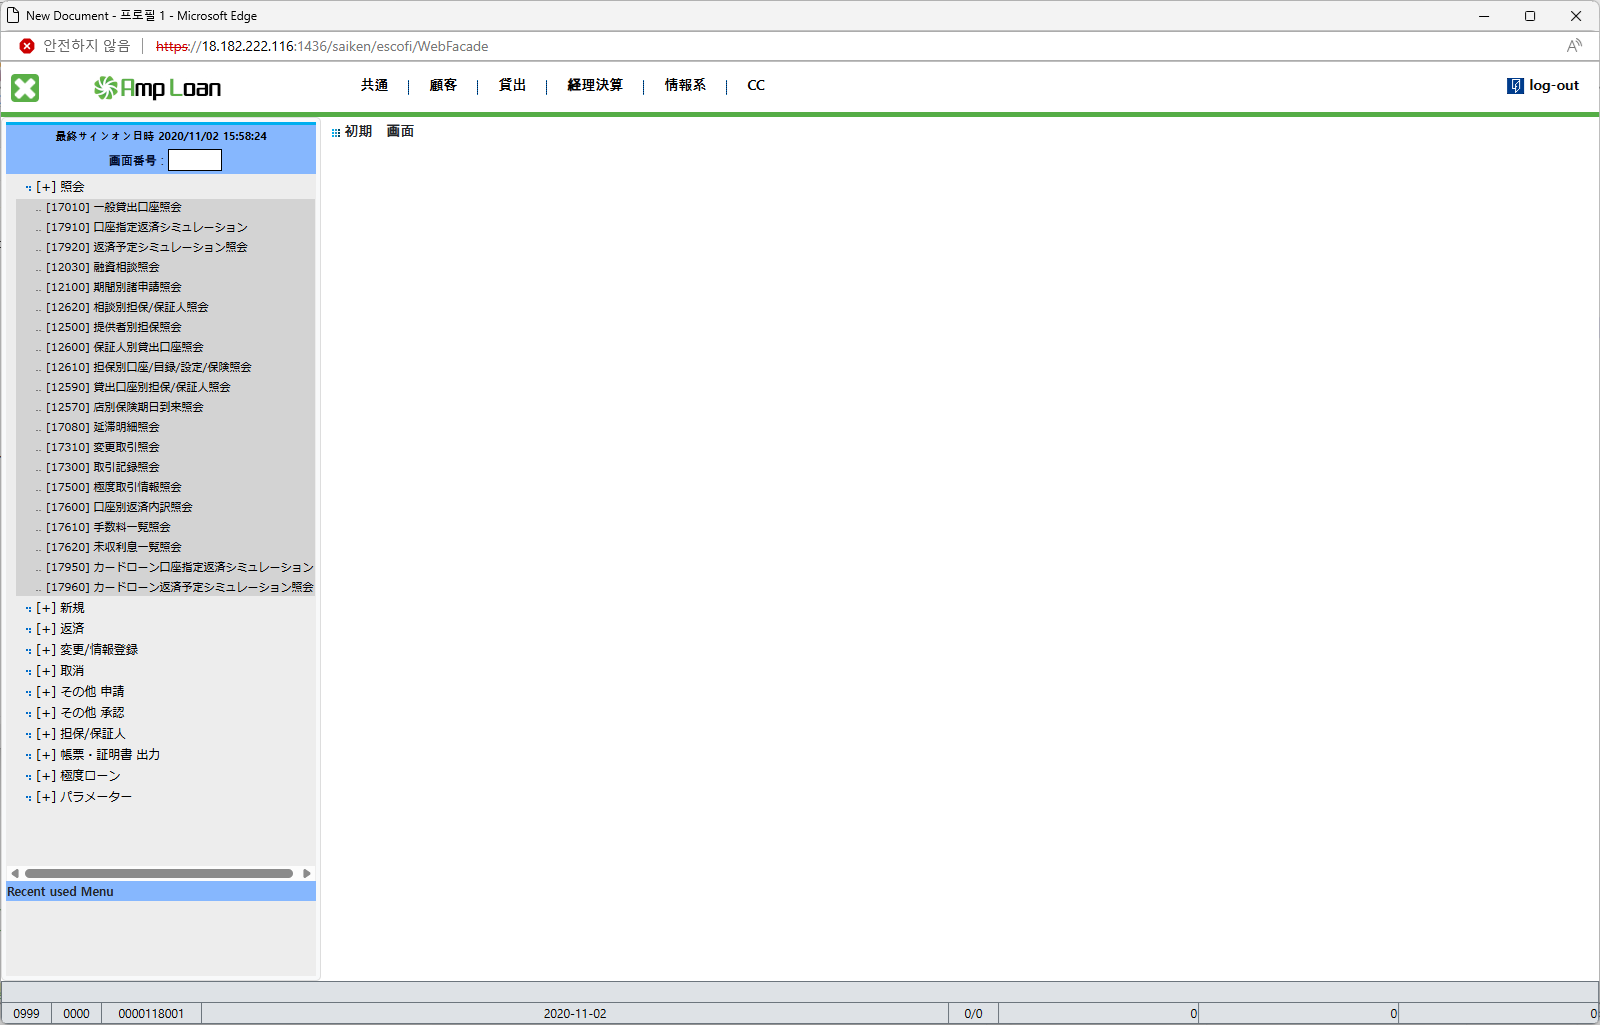 New Document - 프로필 1 - Microsoft Edge
안전하지 않음 | https://18.182.222.116:1436/saiken/escofi/WebFacade
Amp Loan 共通 | 顧客 | 貸出 | 経理決算 | 情報系 | CC log-out
最終サインオン日時 2020/11/02 15:58:24
画面番号 :
初期 画面
[+] 照会
.. [17010] 一般貸出口座照会
.. [17910] 口座指定返済シミュレーション
.. [17920] 返済予定シミュレーション照会
.. [12030] 融資相談照会
.. [12100] 期間別諸申請照会
.. [12620] 相談別担保/保証人照会
.. [12500] 提供者別担保照会
.. [12600] 保証人別貸出口座照会
.. [12610] 担保別口座/目録/設定/保険照会
.. [12590] 貸出口座別担保/保証人照会
.. [12570] 店別保険期日到来照会
.. [17080] 延滞明細照会
.. [17310] 変更取引照会
.. [17300] 取引記録照会
.. [17500] 極度取引情報照会
.. [17600] 口座別返済内訳照会
.. [17610] 手数料一覧照会
.. [17620] 未収利息一覧照会
.. [17950] カードローン口座指定返済シミュレーション
.. [17960] カードローン返済予定シミュレーション照会
[+] 新規
[+] 返済
[+] 変更/情報登録
[+] 取消
[+] その他 申請
[+] その他 承認
[+] 担保/保証人
[+] 帳票・証明書 出力
[+] 極度ローン
[+] パラメーター
Recent used Menu
0999 0000 0000118001 2020-11-02 0/0 0 0 0